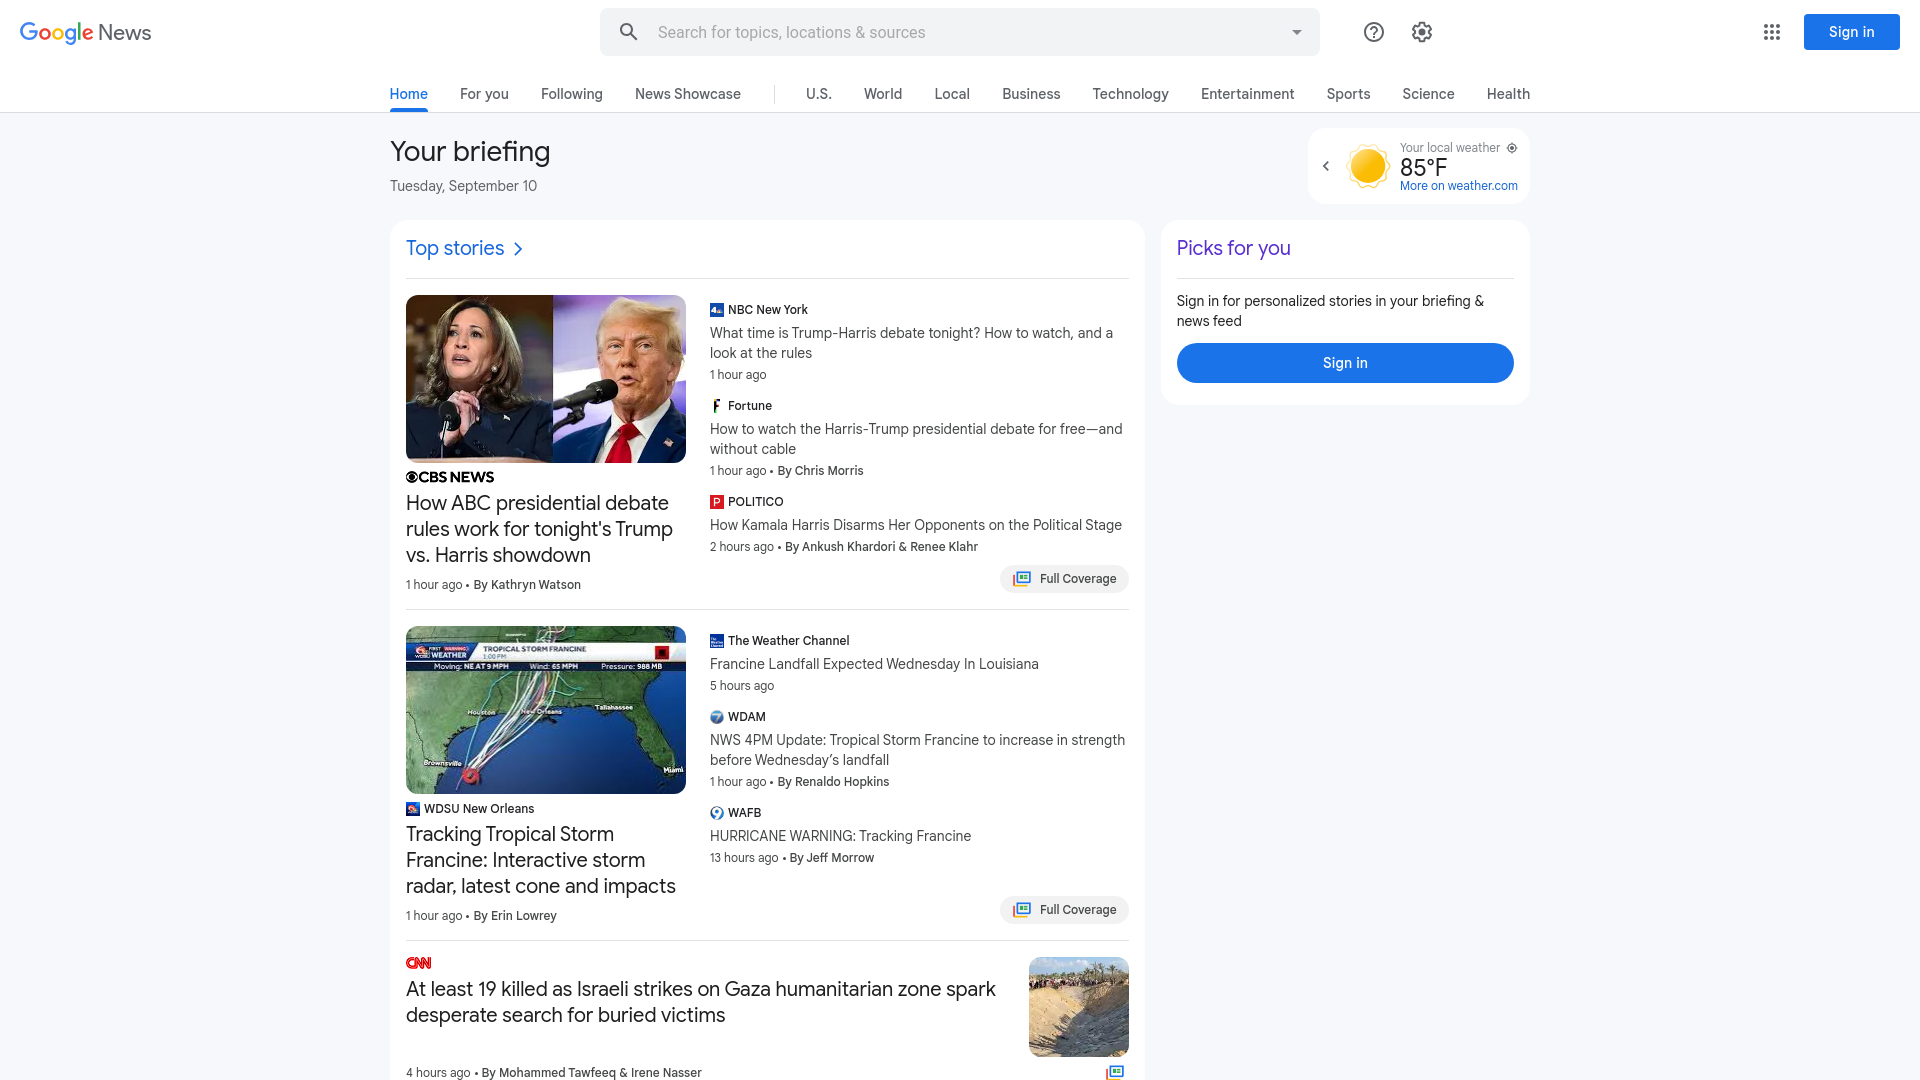 Google News
Search for topics, locations & sources
Sign in
Home
For you
Following
News Showcase
U.S.
World
Local
Business
Technology
Entertainment
Sports
Science
Health
Your briefing
Tuesday, September 10
Your local weather
85°F
More on weather.com
Top stories
CBS NEWS
How ABC presidential debate
rules work for tonight's Trump
vs. Harris showdown
1 hour ago • By Kathryn Watson
NBC New York
What time is Trump-Harris debate tonight? How to watch, and a
look at the rules
1 hour ago
Fortune
How to watch the Harris-Trump presidential debate for free—and
without cable
1 hour ago • By Chris Morris
POLITICO
How Kamala Harris Disarms Her Opponents on the Political Stage
2 hours ago • By Ankush Khardori & Renee Klahr
Full Coverage
FIRST WARNING
WDSU WEATHER
TROPICAL STORM FRANCINE
1:00 PM
Moving: NE AT 9 MPH Wind: 65 MPH Pressure: 988 MB
Houston
New Orleans
Tallahassee
Brownsville
Miami
WDSU New Orleans
Tracking Tropical Storm
Francine: Interactive storm
radar, latest cone and impacts
1 hour ago • By Erin Lowrey
The Weather Channel
Francine Landfall Expected Wednesday In Louisiana
5 hours ago
WDAM
NWS 4PM Update: Tropical Storm Francine to increase in strength
before Wednesday’s landfall
1 hour ago • By Renaldo Hopkins
WAFB
HURRICANE WARNING: Tracking Francine
13 hours ago • By Jeff Morrow
Full Coverage
CNN
At least 19 killed as Israeli strikes on Gaza humanitarian zone spark
desperate search for buried victims
4 hours ago • By Mohammed Tawfeeq & Irene Nasser
Picks for you
Sign in for personalized stories in your briefing &
news feed
Sign in